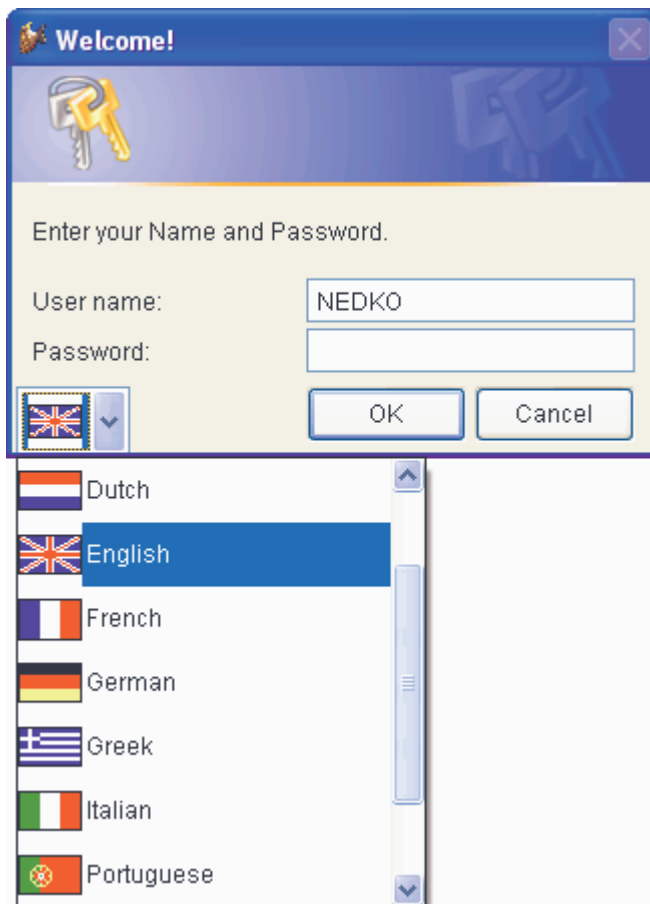 Welcome!
Enter your Name and Password.
User name: NEDKO
Password:
OK Cancel
Dutch
English
French
German
Greek
Italian
Portuguese